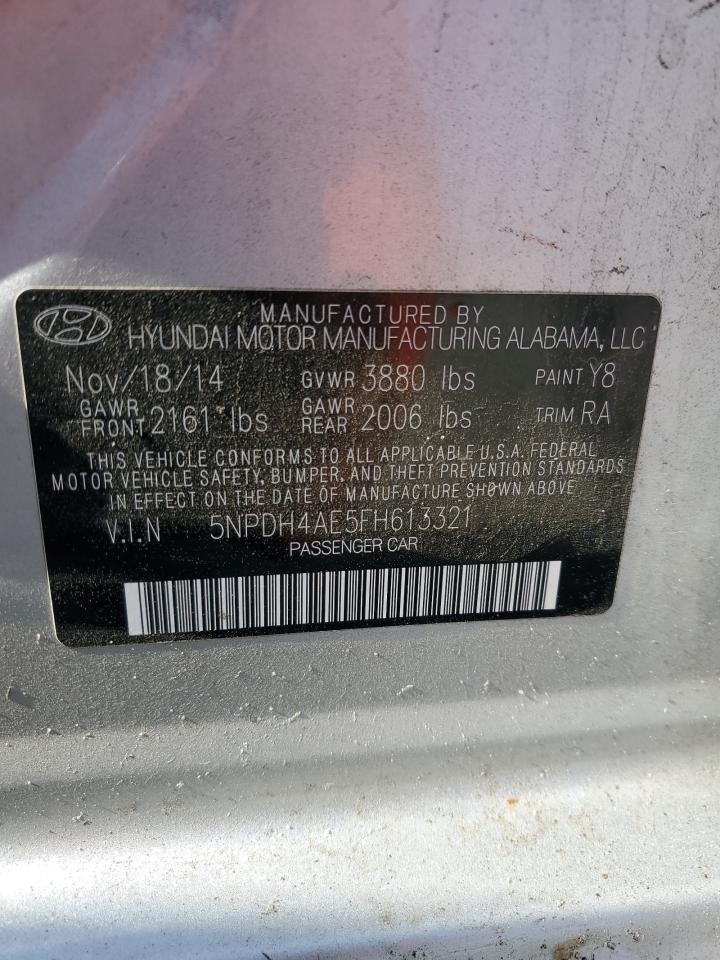 MANUFACTURED BY
HYUNDAI MOTOR MANUFACTURING ALABAMA, LLC
Nov/18/14 GVWR 3880 lbs PAINT Y8
GAWR FRONT 2161 lbs GAWR REAR 2006 lbs TRIM RA
THIS VEHICLE CONFORMS TO ALL APPLICABLE U.S.A. FEDERAL
MOTOR VEHICLE SAFETY, BUMPER, AND THEFT PREVENTION STANDARDS
IN EFFECT ON THE DATE OF MANUFACTURE SHOWN ABOVE
V.I.N 5NPDH4AE5FH613321
PASSENGER CAR